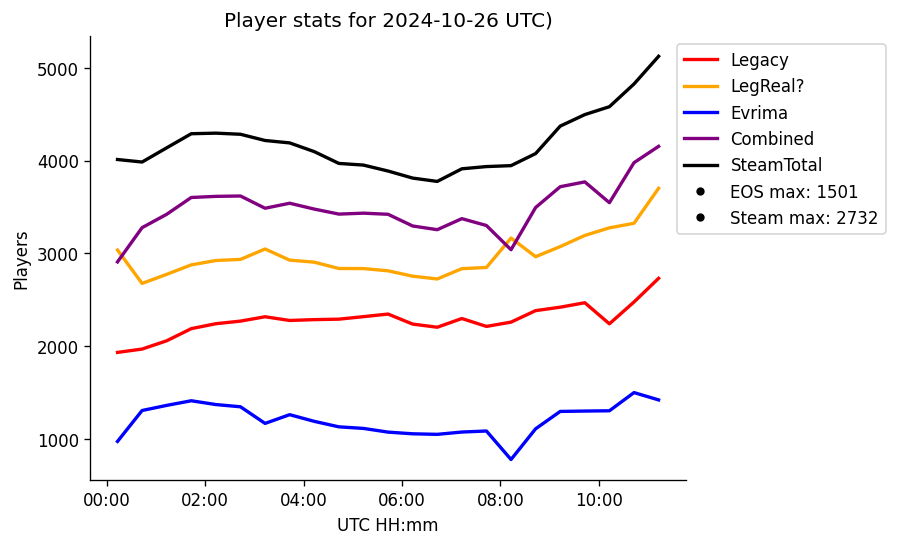 Player stats for 2024-10-26 UTC)
Players
5000
4000
3000
2000
1000
00:00
02:00
04:00
06:00
08:00
10:00
UTC HH:mm
Legacy
LegReal?
Evrima
Combined
SteamTotal
EOS max: 1501
Steam max: 2732